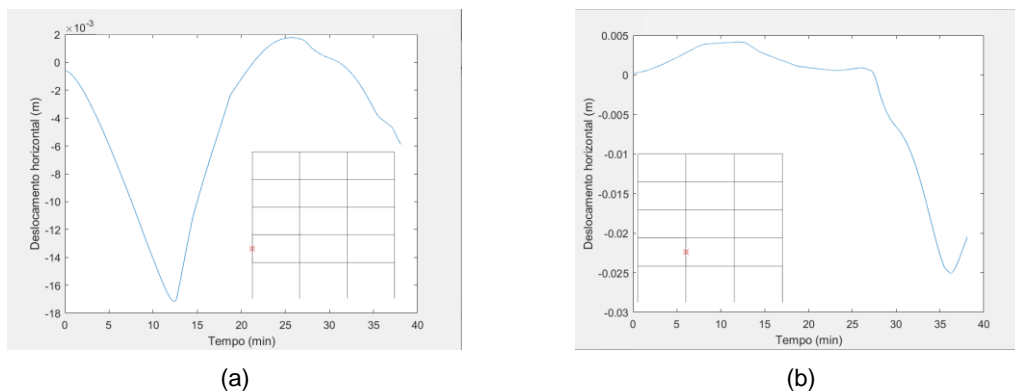 ×10⁻³
2
0
-2
-4
-6
-8
-10
-12
-14
-16
-18
0 5 10 15 20 25 30 35 40
Deslocamento horizontal (m)
Tempo (min)
(a)
0.005
0
-0.005
-0.01
-0.015
-0.02
-0.025
-0.03
0 5 10 15 20 25 30 35 40
Deslocamento horizontal (m)
Tempo (min)
(b)